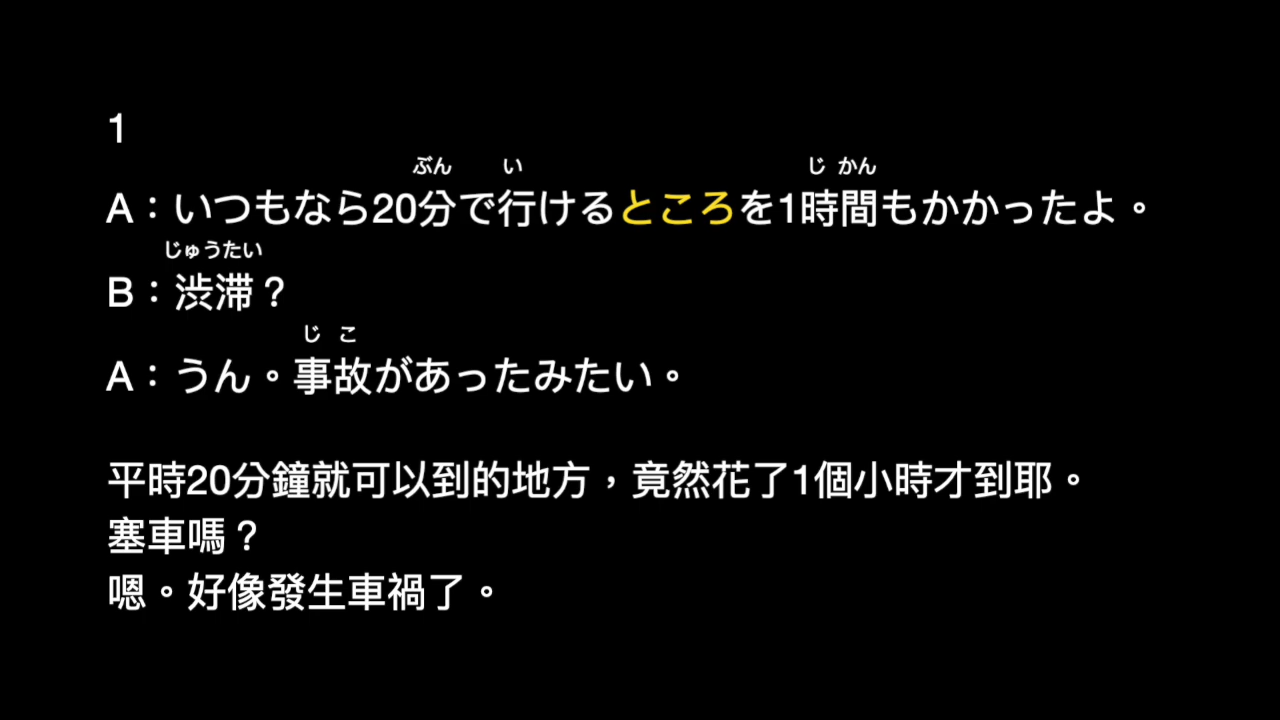 1
ぶん い じ かん
A：いつもなら20分で行けるところを1時間もかかったよ。
じゅうたい
B：渋滞？
じ こ
A：うん。事故があったみたい。
平時20分鐘就可以到的地方，竟然花了1個小時才到耶。
塞車嗎？
嗯。好像發生車禍了。